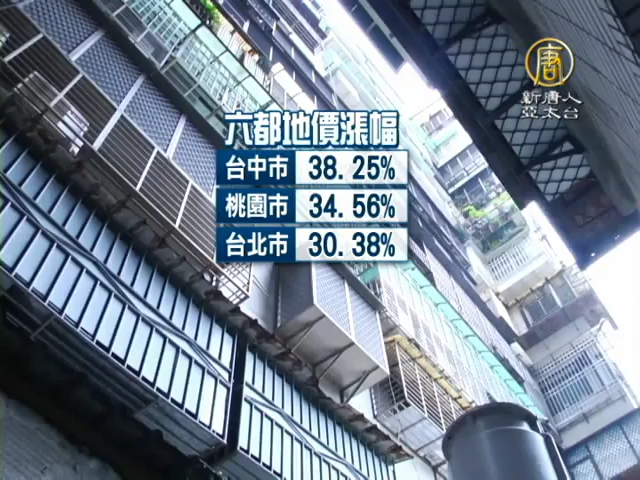 唐
新唐人
亞太台
六都地價漲幅
台中市 38.25%
桃園市 34.56%
台北市 30.38%